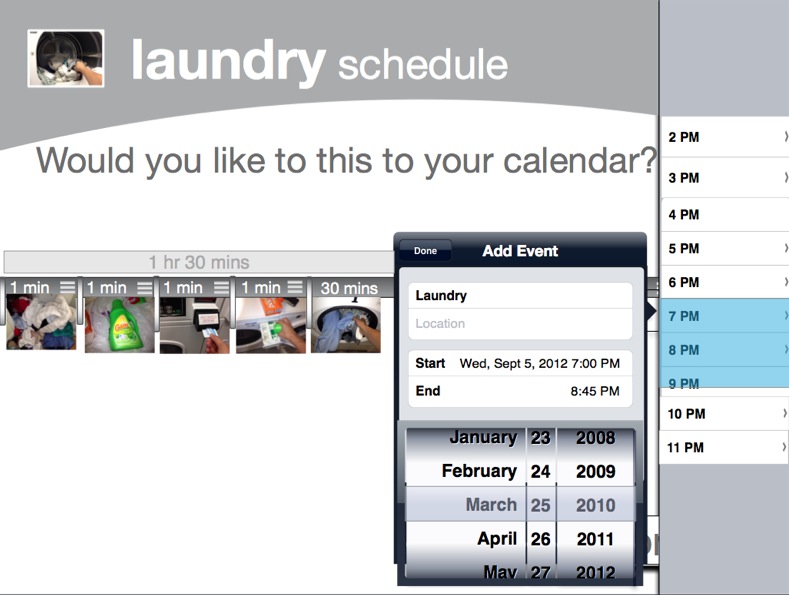 laundry schedule
Would you like to this to your calendar?
1 hr 30 mins
1 min
1 min
1 min
1 min
30 mins
Done
Add Event
Laundry
Location
Start Wed, Sept 5, 2012 7:00 PM
End 8:45 PM
January 23 2008
February 24 2009
March 25 2010
April 26 2011
May 27 2012
2 PM
3 PM
4 PM
5 PM
6 PM
7 PM
8 PM
9 PM
10 PM
11 PM